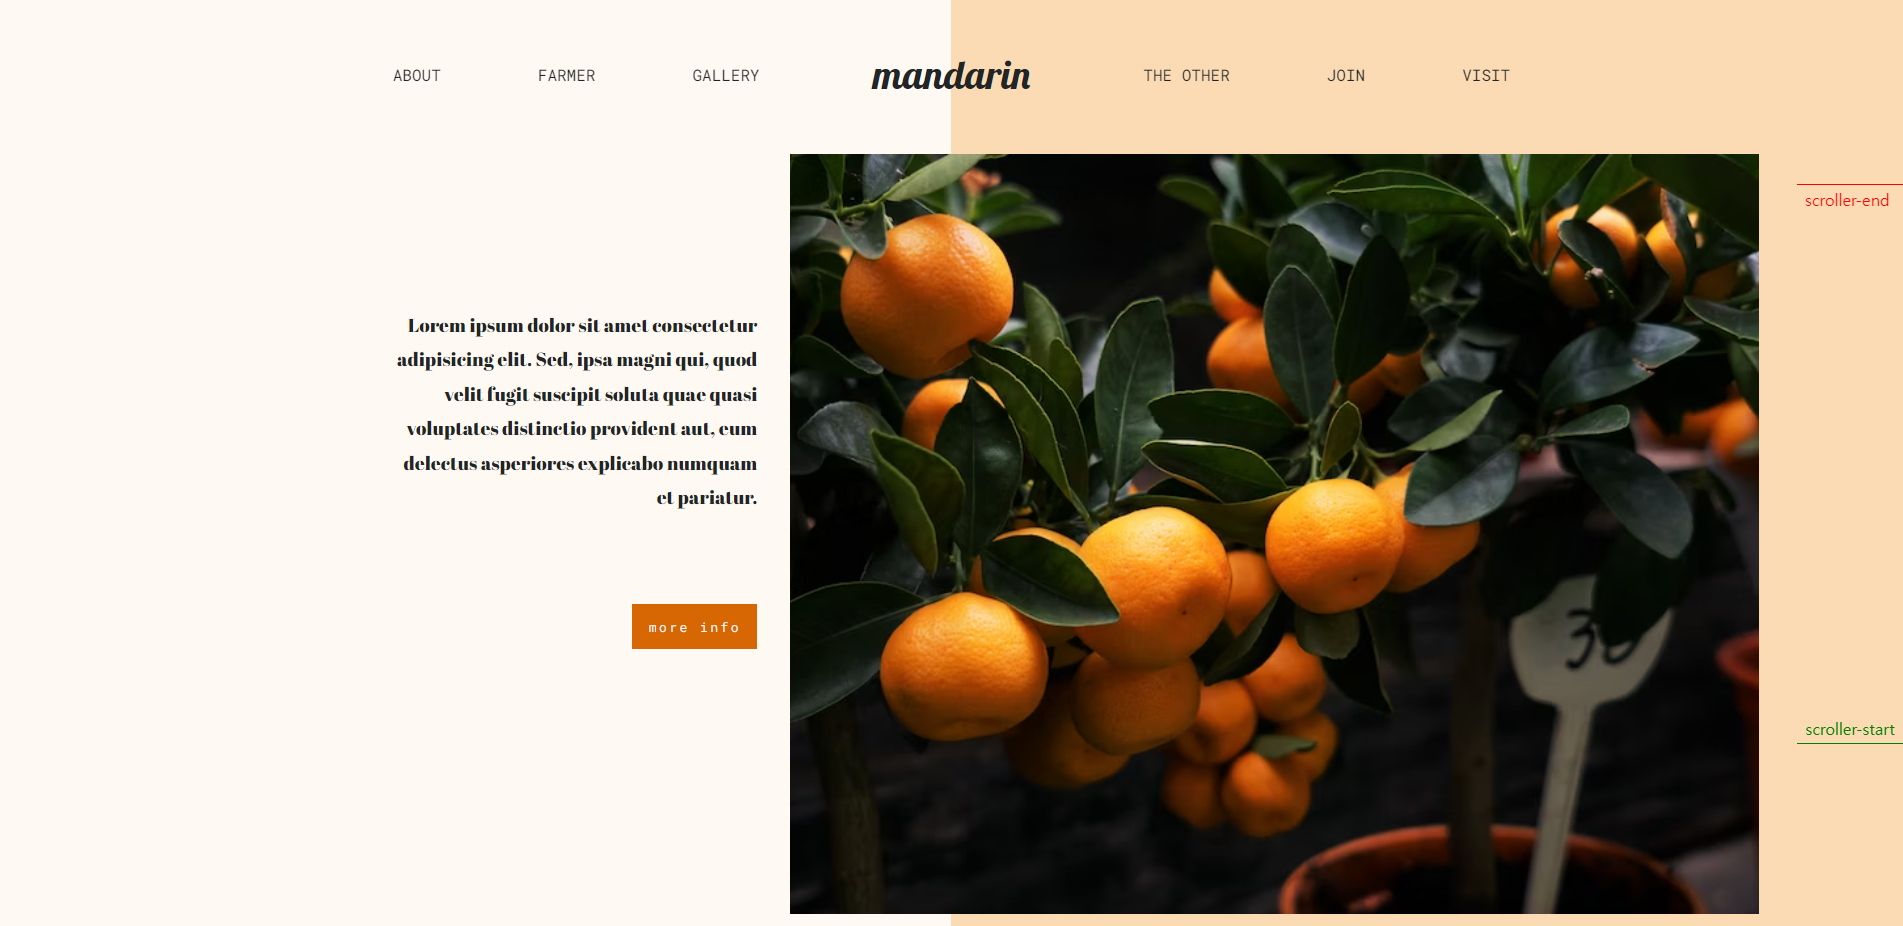 ABOUT FARMER GALLERY mandarin THE OTHER JOIN VISIT
scroller-end
Lorem ipsum dolor sit amet consectetur
adipisicing elit. Sed, ipsa magni qui, quod
velit fugit suscipit soluta quae quasi
voluptates distinctio provident aut, eum
delectus asperiores explicabo numquam
et pariatur.
more info
30
scroller-start